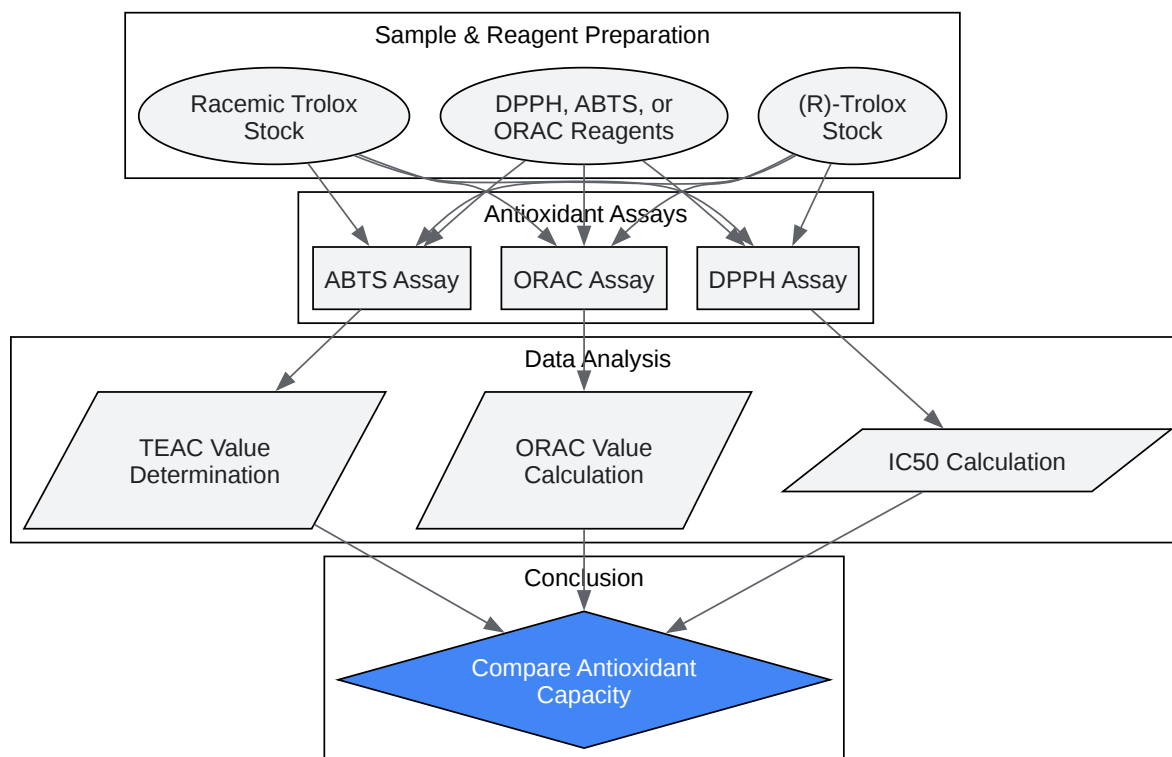 Sample & Reagent Preparation
Racemic Trolox
Stock
DPPH, ABTS, or
ORAC Reagents
(R)-Trolox
Stock
Antioxidant Assays
ABTS Assay
ORAC Assay
DPPH Assay
Data Analysis
TEAC Value
Determination
ORAC Value
Calculation
IC50 Calculation
Conclusion
Compare Antioxidant
Capacity